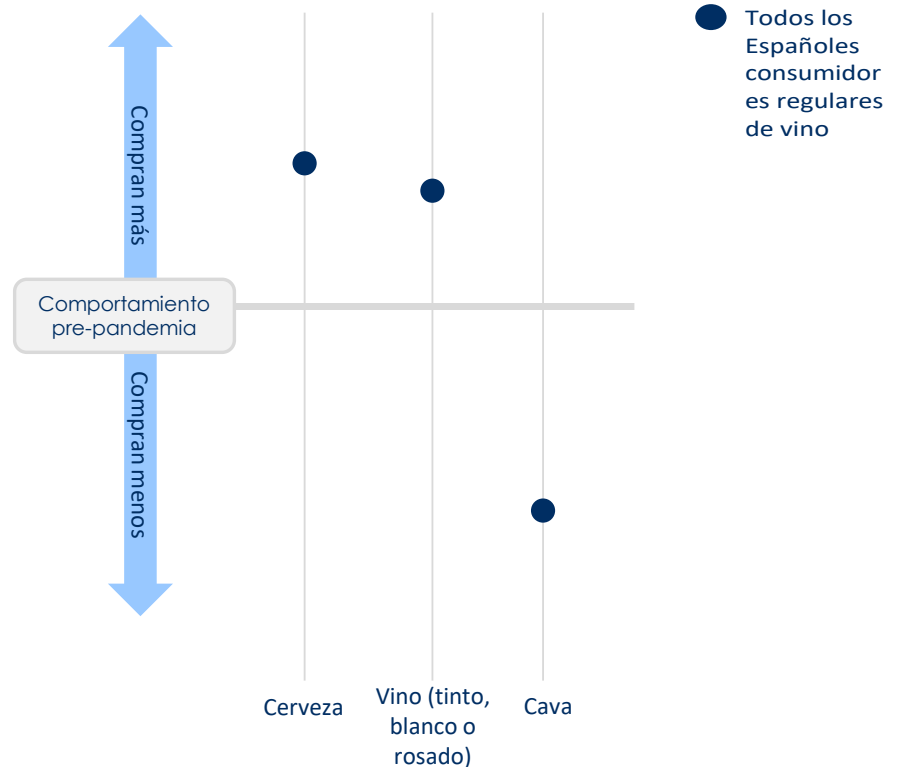 Todos los
Españoles
consumidor
es regulares
de vino
Compran más
Comportamiento
pre-pandemia
Compran menos
Cerveza
Vino (tinto,
blanco o
rosado)
Cava